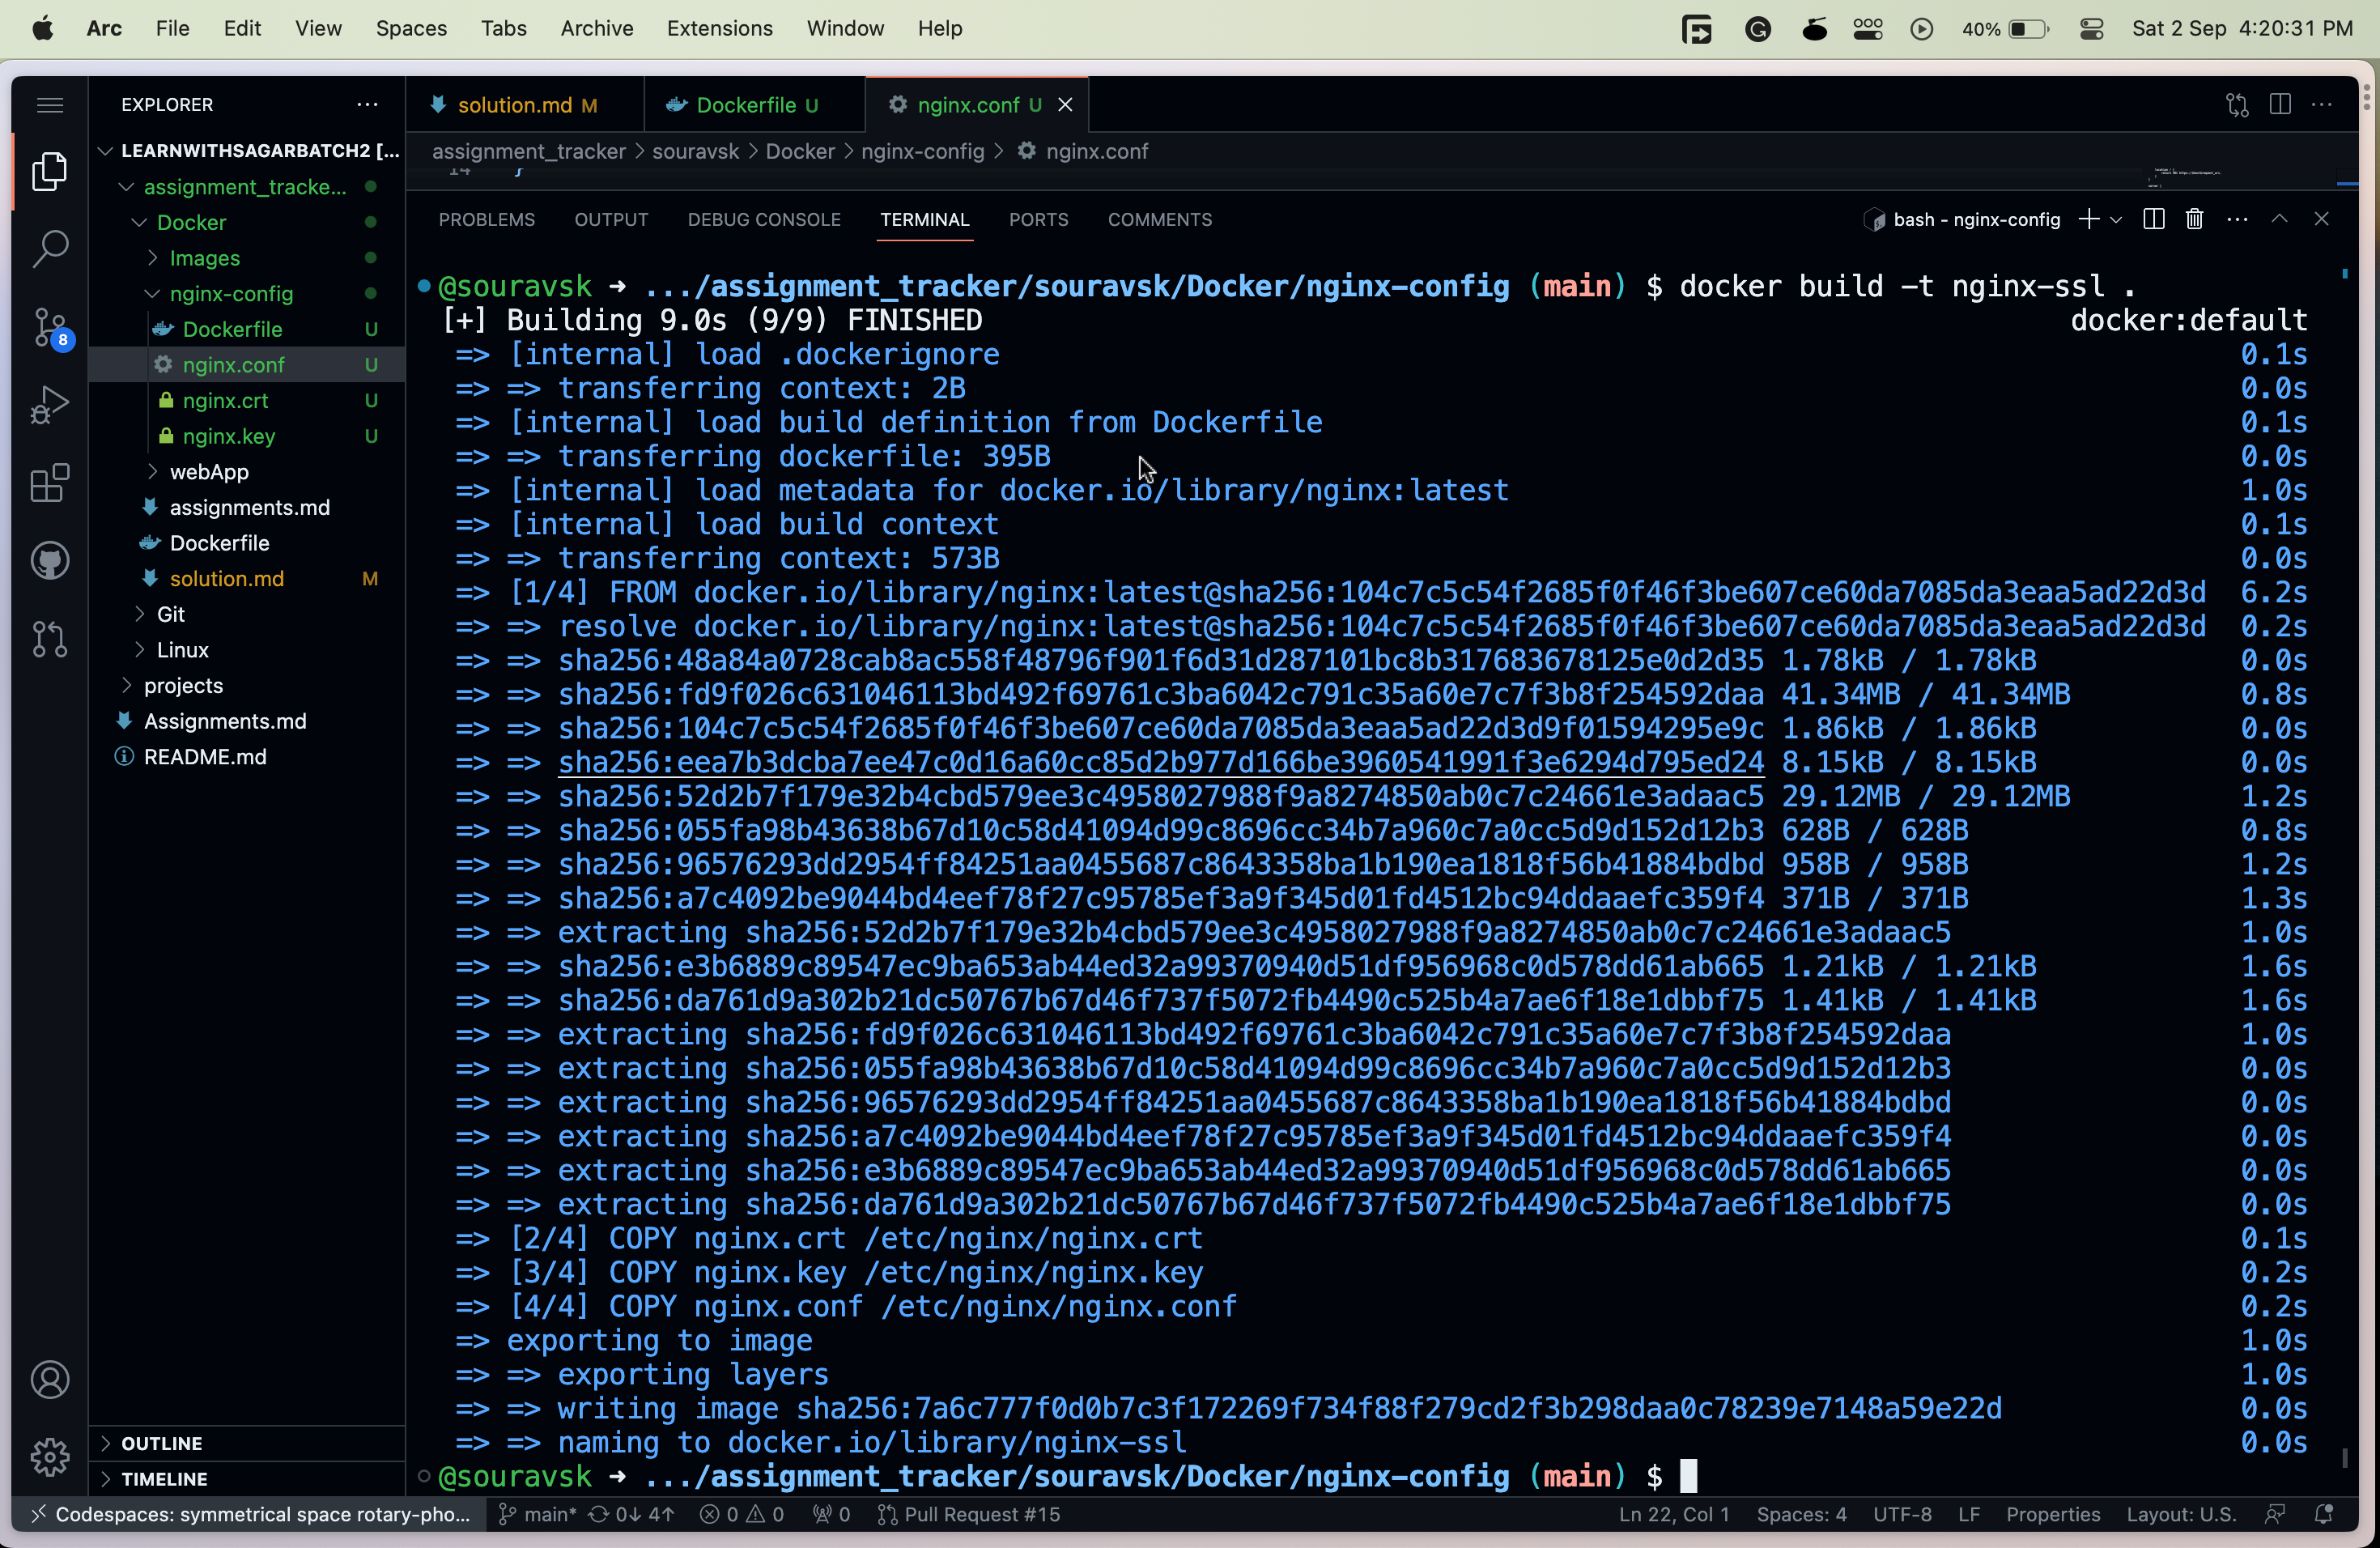 Arc File Edit View Spaces Tabs Archive Extensions Window Help 40% Sat 2 Sep 4:20:31 PM
EXPLORER
LEARNWITHSAGARBATCH2 [...
assignment_tracke...
Docker
Images
nginx-config
Dockerfile U
nginx.conf U
nginx.crt U
nginx.key U
webApp
assignments.md
Dockerfile
solution.md M
Git
Linux
projects
Assignments.md
README.md
OUTLINE
TIMELINE
8
solution.md M Dockerfile U nginx.conf U
assignment_tracker > souravsk > Docker > nginx-config > nginx.conf
14 }
PROBLEMS OUTPUT DEBUG CONSOLE TERMINAL PORTS COMMENTS bash - nginx-config
@souravsk ➜ .../assignment_tracker/souravsk/Docker/nginx-config (main) $ docker build -t nginx-ssl .
[+] Building 9.0s (9/9) FINISHED docker:default
=> [internal] load .dockerignore 0.1s
=> => transferring context: 2B 0.0s
=> [internal] load build definition from Dockerfile 0.1s
=> => transferring dockerfile: 395B 0.0s
=> [internal] load metadata for docker.io/library/nginx:latest 1.0s
=> [internal] load build context 0.1s
=> => transferring context: 573B 0.0s
=> [1/4] FROM docker.io/library/nginx:latest@sha256:104c7c5c54f2685f0f46f3be607ce60da7085da3eaa5ad22d3d 6.2s
=> => resolve docker.io/library/nginx:latest@sha256:104c7c5c54f2685f0f46f3be607ce60da7085da3eaa5ad22d3d 0.2s
=> => sha256:48a84a0728cab8ac558f48796f901f6d31d287101bc8b317683678125e0d2d35 1.78kB / 1.78kB 0.0s
=> => sha256:fd9f026c631046113bd492f69761c3ba6042c791c35a60e7c7f3b8f254592daa 41.34MB / 41.34MB 0.8s
=> => sha256:104c7c5c54f2685f0f46f3be607ce60da7085da3eaa5ad22d3d9f01594295e9c 1.86kB / 1.86kB 0.0s
=> => sha256:eea7b3dcba7ee47c0d16a60cc85d2b977d166be3960541991f3e6294d795ed24 8.15kB / 8.15kB 0.0s
=> => sha256:52d2b7f179e32b4cbd579ee3c4958027988f9a8274850ab0c7c24661e3adaac5 29.12MB / 29.12MB 1.2s
=> => sha256:055fa98b43638b67d10c58d41094d99c8696cc34b7a960c7a0cc5d9d152d12b3 628B / 628B 0.8s
=> => sha256:96576293dd2954ff84251aa0455687c8643358ba1b190ea1818f56b41884bdbd 958B / 958B 1.2s
=> => sha256:a7c4092be9044bd4eef78f27c95785ef3a9f345d01fd4512bc94ddaaefc359f4 371B / 371B 1.3s
=> => extracting sha256:52d2b7f179e32b4cbd579ee3c4958027988f9a8274850ab0c7c24661e3adaac5 1.0s
=> => sha256:e3b6889c89547ec9ba653ab44ed32a99370940d51df956968c0d578dd61ab665 1.21kB / 1.21kB 1.6s
=> => sha256:da761d9a302b21dc50767b67d46f737f5072fb4490c525b4a7ae6f18e1dbbf75 1.41kB / 1.41kB 1.6s
=> => extracting sha256:fd9f026c631046113bd492f69761c3ba6042c791c35a60e7c7f3b8f254592daa 1.0s
=> => extracting sha256:055fa98b43638b67d10c58d41094d99c8696cc34b7a960c7a0cc5d9d152d12b3 0.0s
=> => extracting sha256:96576293dd2954ff84251aa0455687c8643358ba1b190ea1818f56b41884bdbd 0.0s
=> => extracting sha256:a7c4092be9044bd4eef78f27c95785ef3a9f345d01fd4512bc94ddaaefc359f4 0.0s
=> => extracting sha256:e3b6889c89547ec9ba653ab44ed32a99370940d51df956968c0d578dd61ab665 0.0s
=> => extracting sha256:da761d9a302b21dc50767b67d46f737f5072fb4490c525b4a7ae6f18e1dbbf75 0.0s
=> [2/4] COPY nginx.crt /etc/nginx/nginx.crt 0.1s
=> [3/4] COPY nginx.key /etc/nginx/nginx.key 0.2s
=> [4/4] COPY nginx.conf /etc/nginx/nginx.conf 0.2s
=> exporting to image 1.0s
=> => exporting layers 1.0s
=> => writing image sha256:7a6c777f0d0b7c3f172269f734f88f279cd2f3b298daa0c78239e7148a59e22d 0.0s
=> => naming to docker.io/library/nginx-ssl 0.0s
@souravsk ➜ .../assignment_tracker/souravsk/Docker/nginx-config (main) $
Codespaces: symmetrical space rotary-pho... main* 0↓ 4↑ 0 0 0 Pull Request #15 Ln 22, Col 1 Spaces: 4 UTF-8 LF Properties Layout: U.S.